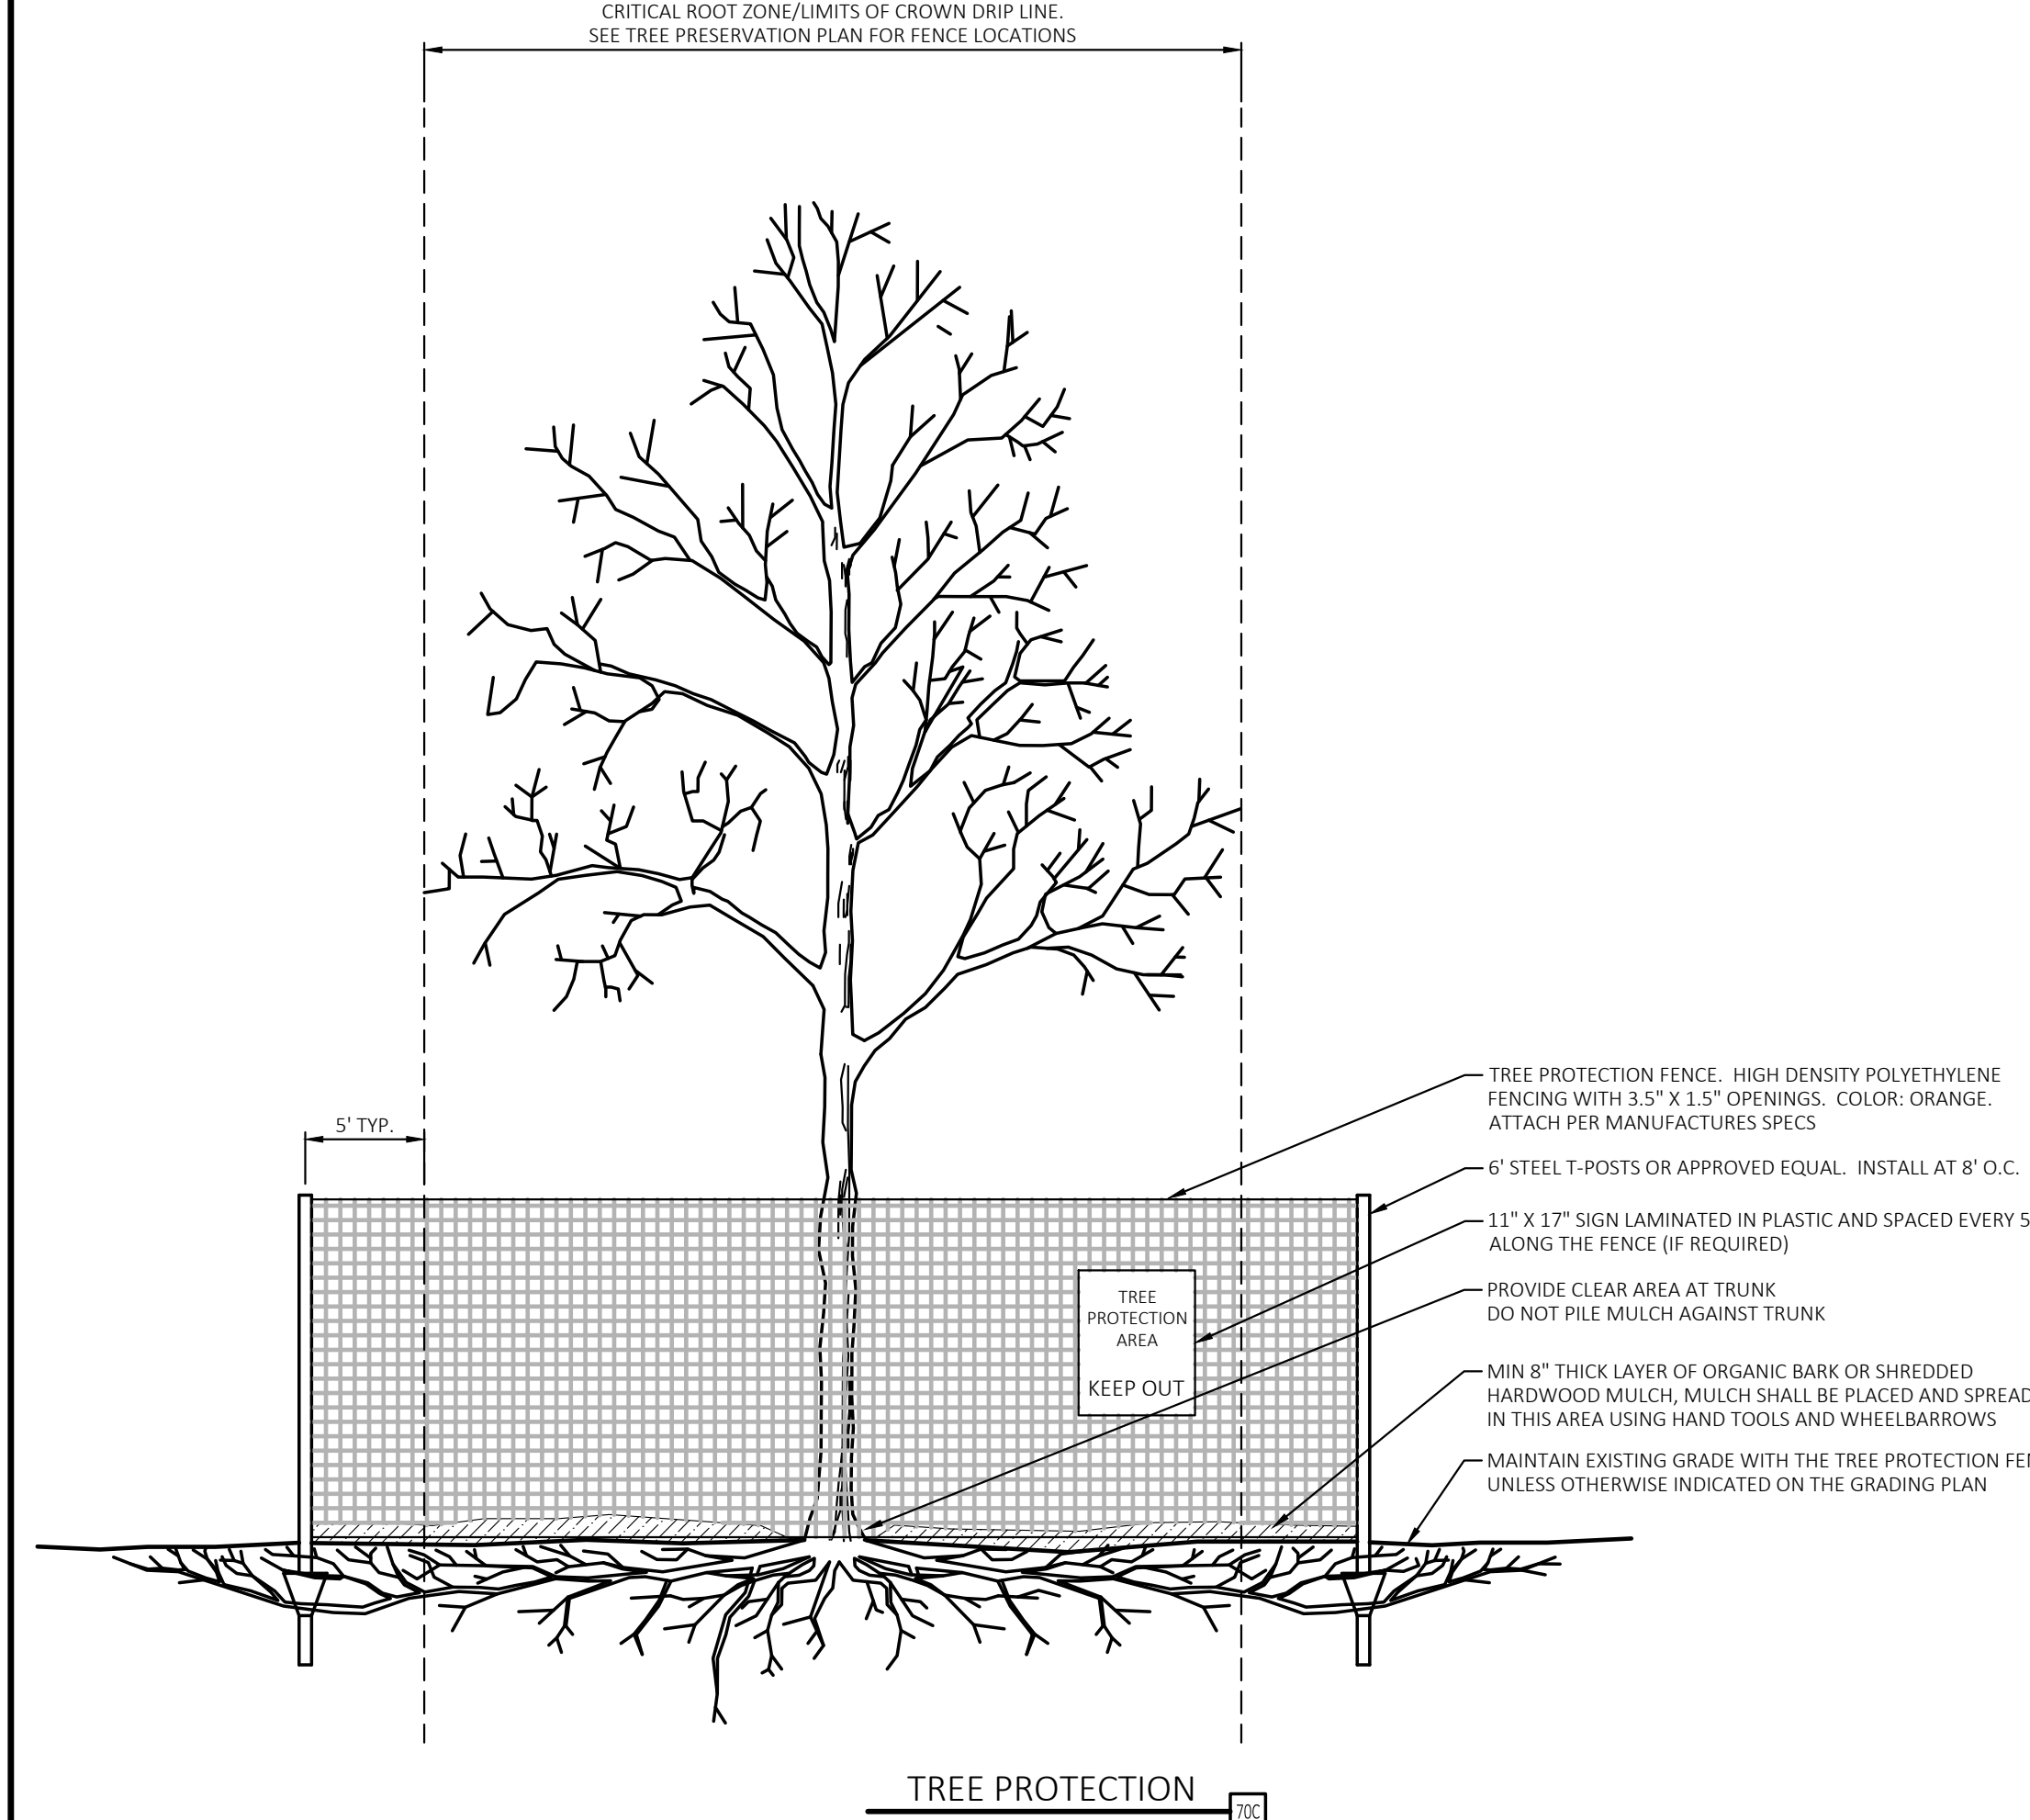 CRITICAL ROOT ZONE/LIMITS OF CROWN DRIP LINE.
SEE TREE PRESERVATION PLAN FOR FENCE LOCATIONS
5' TYP.
TREE PROTECTION FENCE. HIGH DENSITY POLYETHYLENE
FENCING WITH 3.5" X 1.5" OPENINGS. COLOR: ORANGE.
ATTACH PER MANUFACTURES SPECS
6' STEEL T-POSTS OR APPROVED EQUAL. INSTALL AT 8' O.C.
11" X 17" SIGN LAMINATED IN PLASTIC AND SPACED EVERY 5
ALONG THE FENCE (IF REQUIRED)
PROVIDE CLEAR AREA AT TRUNK
DO NOT PILE MULCH AGAINST TRUNK
TREE
PROTECTION
AREA
KEEP OUT
MIN 8" THICK LAYER OF ORGANIC BARK OR SHREDDED
HARDWOOD MULCH, MULCH SHALL BE PLACED AND SPREAD
IN THIS AREA USING HAND TOOLS AND WHEELBARROWS
MAINTAIN EXISTING GRADE WITH THE TREE PROTECTION
UNLESS OTHERWISE INDICATED ON THE GRADING PLAN
TREE PROTECTION
70C